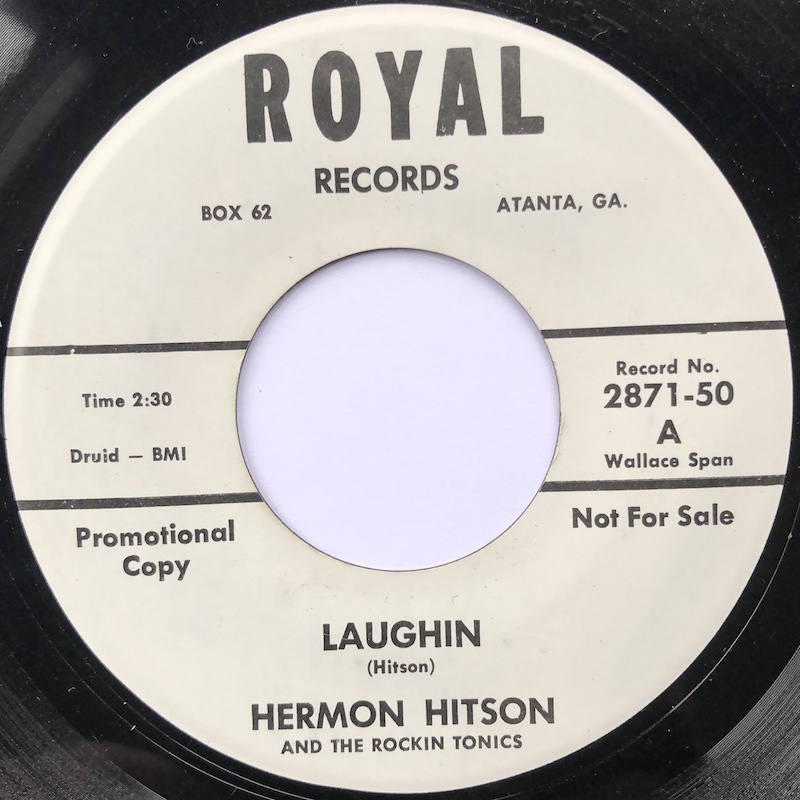 ROYAL
RECORDS
BOX 62
ATANTA, GA.
Time 2:30
Druid — BMI
Record No.
2871-50
A
Wallace Span
Promotional
Copy
Not For Sale
LAUGHIN
(Hitson)
HERMON HITSON
AND THE ROCKIN TONICS